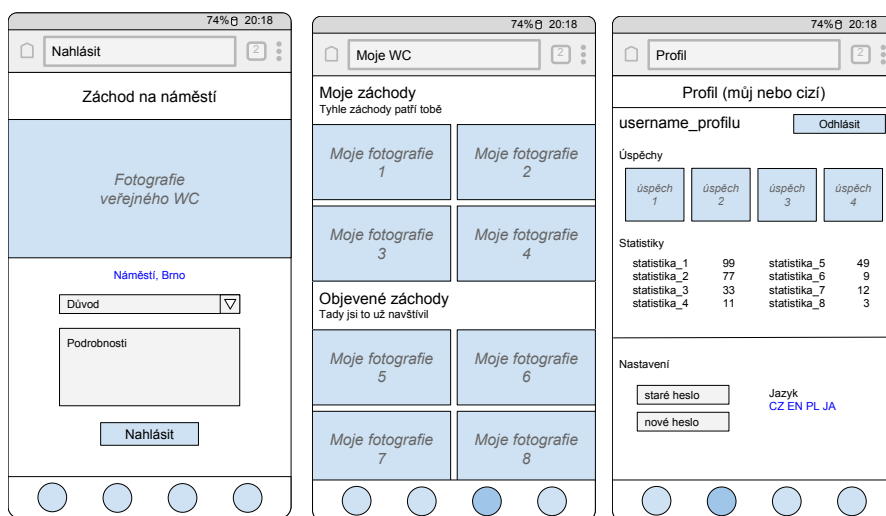 74% 20:18
Nahlásit
2
Záchod na náměstí
Fotografie
veřejného WC
Náměstí, Brno
Důvod
Podrobnosti
Nahlásit
74% 20:18
Moje WC
2
Moje záchody
Tyhle záchody patří tobě
Moje fotografie
1
Moje fotografie
2
Moje fotografie
3
Moje fotografie
4
Objevené záchody
Tady jsi to už navštívil
Moje fotografie
5
Moje fotografie
6
Moje fotografie
7
Moje fotografie
8
74% 20:18
Profil
2
Profil (můj nebo cizí)
username_profilu
Odhlásit
Úspěchy
úspěch
1
úspěch
2
úspěch
3
úspěch
4
Statistiky
statistika_1 99 statistika_5 49
statistika_2 77 statistika_6 9
statistika_3 33 statistika_7 12
statistika_4 11 statistika_8 3
Nastavení
staré heslo
nové heslo
Jazyk
CZ EN PL JA